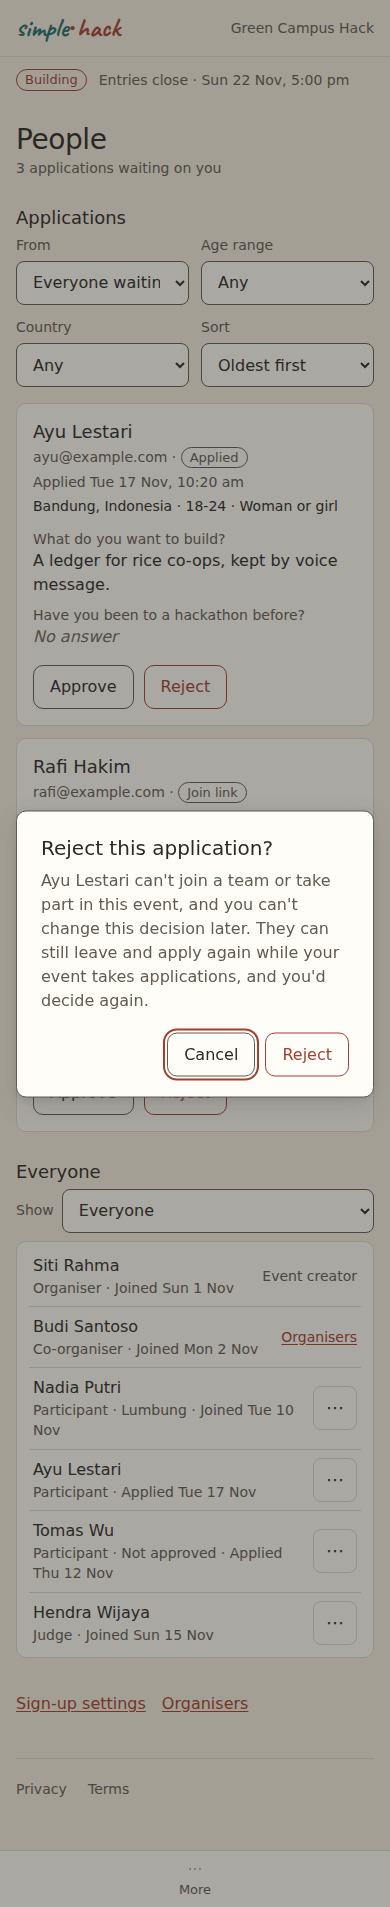 simple hack
Green Campus Hack
Building
Entries close · Sun 22 Nov, 5:00 pm
People
3 applications waiting on you
Applications
From
Age range
Everyone waitin
Any
Country
Sort
Any
Oldest first
Ayu Lestari
ayu@example.com · Applied
Applied Tue 17 Nov, 10:20 am
Bandung, Indonesia · 18-24 · Woman or girl
What do you want to build?
A ledger for rice co-ops, kept by voice
message.
Have you been to a hackathon before?
No answer
Approve
Reject
Rafi Hakim
rafi@example.com · Join link
Reject this application?
Ayu Lestari can't join a team or take
part in this event, and you can't
change this decision later. They can
still leave and apply again while your
event takes applications, and you'd
decide again.
Cancel
Reject
Everyone
Show
Everyone
Siti Rahma
Organiser · Joined Sun 1 Nov
Event creator
Budi Santoso
Co-organiser · Joined Mon 2 Nov
Organisers
Nadia Putri
Participant · Lumbung · Joined Tue 10
Nov
Ayu Lestari
Participant · Applied Tue 17 Nov
Tomas Wu
Participant · Not approved · Applied
Thu 12 Nov
Hendra Wijaya
Judge · Joined Sun 15 Nov
Sign-up settings
Organisers
Privacy
Terms
More